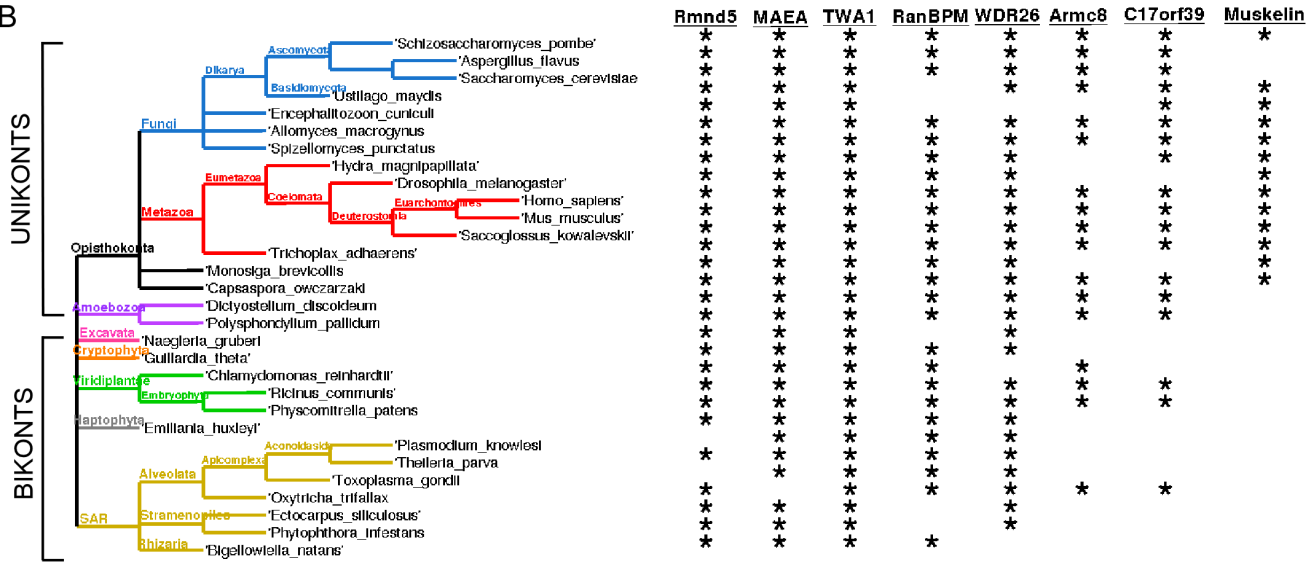 B
Rmnd5 MAEA TWA1 RanBPM WDR26 Armc8 C17orf39 Muskelin
UNIKONTS
BIKONTS
Ascomycota 'Schizosaccharomyces_pombe'
Dikarya 'Aspergillus_flavus
'Saccharomyces_cerevisiae
Basidiomycota 'Ustilago_maydis
Fungi 'Encephalitozoon_cuniculi
'Allomyces_macrogynus
'Spizellomyces_punctatus
'Hydra_magnipapillata'
Eumetazoa 'Drosophila_melanogaster'
Coelomata Euarchontoglires 'Homo_sapiens'
Metazoa Deuterostomia 'Mus_musculus'
'Saccoglossus_kowalevskii'
Opisthokonta 'Trichoplax_adhaerens'
'Monosiga_brevicollis
'Capsaspora_owczarzaki
Amoebozoa 'Dictyostelium_discoideum
'Polysphondylium_pallidum
Excavata 'Naegleria_gruberi
Cryptophyta 'Guillardia_theta'
Viridiplantae 'Chlamydomonas_reinhardtii'
Embryophyta 'Ricinus_communis'
'Physcomitrella_patens
Haptophyta 'Emiliania_huxleyi'
Aconoidasida 'Plasmodium_knowlesi
Apicomplexa 'Theileria_parva
Alveolata 'Toxoplasma_gondii
'Oxytricha_trifallax
SAR Stramenopiles 'Ectocarpus_siliculosus'
'Phytophthora_infestans
Rhizaria 'Bigelowiella_natans'